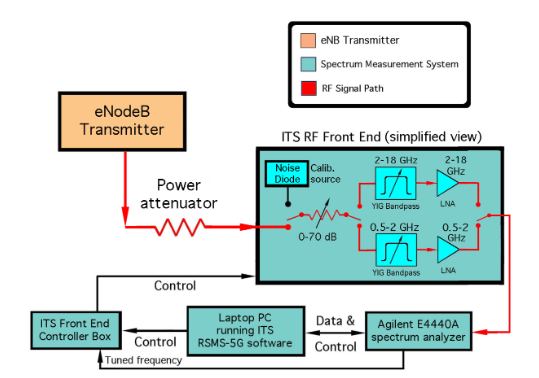 eNB Transmitter
Spectrum Measurement System
RF Signal Path
eNodeB
Transmitter
ITS RF Front End (simplified view)
Noise
Diode
Calib.
source
2-18 GHz
2-18
GHz
YIG Bandpass
LNA
Power
attenuator
0-70 dB
0.5-2 GHz
0.5-2
GHz
YIG Bandpass
LNA
Control
ITS Front End
Controller Box
Control
Laptop PC
running ITS
RSMS-5G software
Data &
Control
Agilent E4440A
spectrum analyzer
Tuned frequency